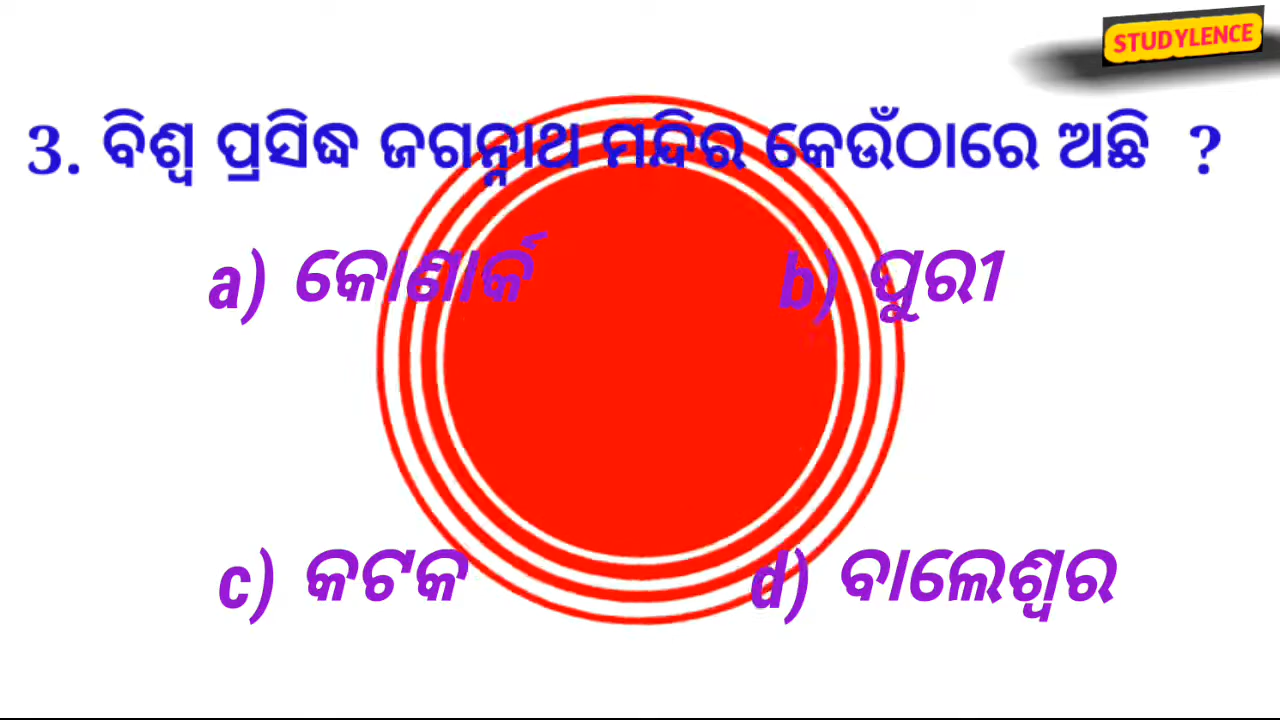 STUDYLENCE
3. ବିଶ୍ୱ ପ୍ରସିଦ୍ଧ ଜଗନ୍ନାଥ ମନ୍ଦିର କେଉଁଠାରେ ଅଛି ?
a) କୋଣାର୍କ b) ପୁରୀ
c) କଟକ d) ବାଲେଶ୍ୱର